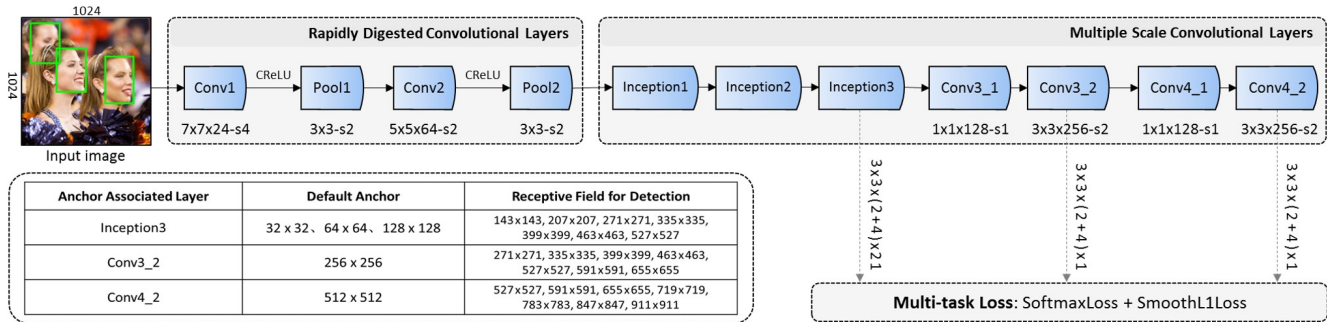 1024
1024
Input image
Rapidly Digested Convolutional Layers
Conv1
CReLU
Pool1
Conv2
CReLU
Pool2
7x7x24-s4
3x3-s2
5x5x64-s2
3x3-s2
Multiple Scale Convolutional Layers
Inception1
Inception2
Inception3
Conv3_1
Conv3_2
Conv4_1
Conv4_2
1x1x128-s1
3x3x256-s2
1x1x128-s1
3x3x256-s2
3x3x(2+4)x21
3x3x(2+4)x1
3x3x(2+4)x1
Anchor Associated Layer
Default Anchor
Receptive Field for Detection
Inception3
32 x 32、64 x 64、128 x 128
143x143, 207x207, 271x271, 335x335,
399x399, 463x463, 527x527
Conv3_2
256 x 256
271x271, 335x335, 399x399, 463x463,
527x527, 591x591, 655x655
Conv4_2
512 x 512
527x527, 591x591, 655x655, 719x719,
783x783, 847x847, 911x911
Multi-task Loss: SoftmaxLoss + SmoothL1Loss